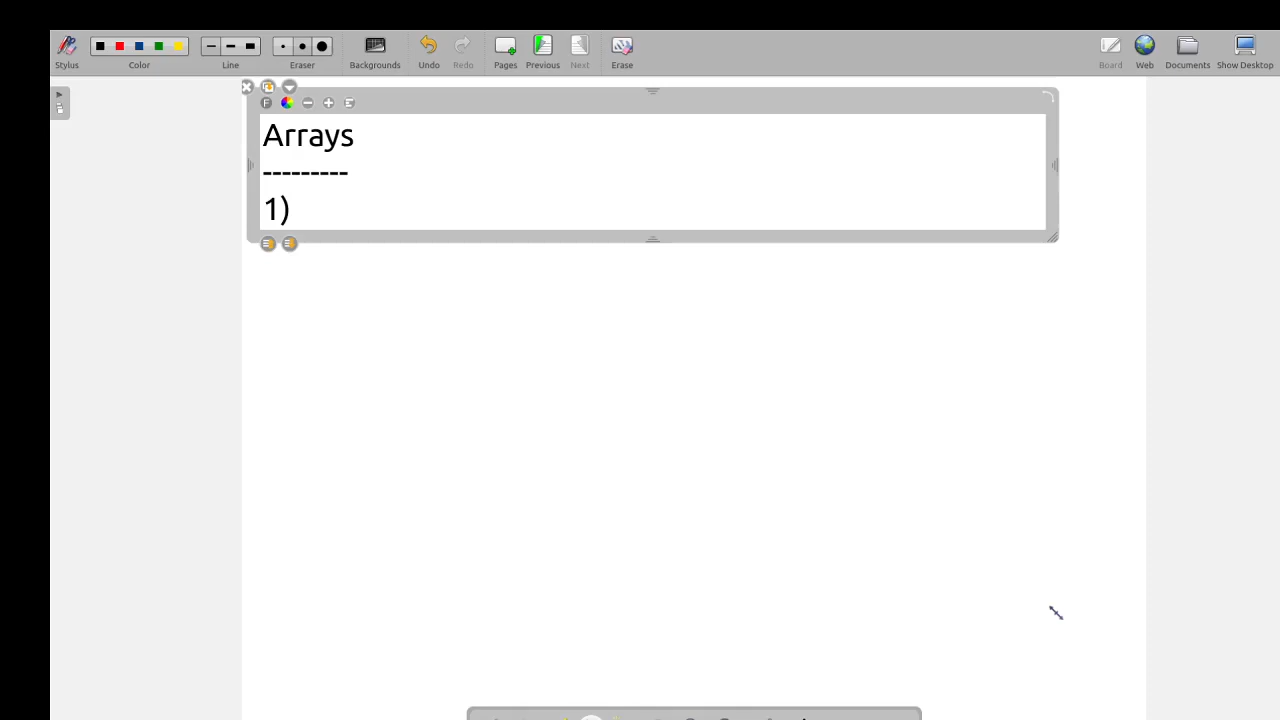 Stylus Color Line Eraser Backgrounds Undo Redo Pages Previous Next Erase Board Web Documents Show Desktop
F
Arrays
---------
1)